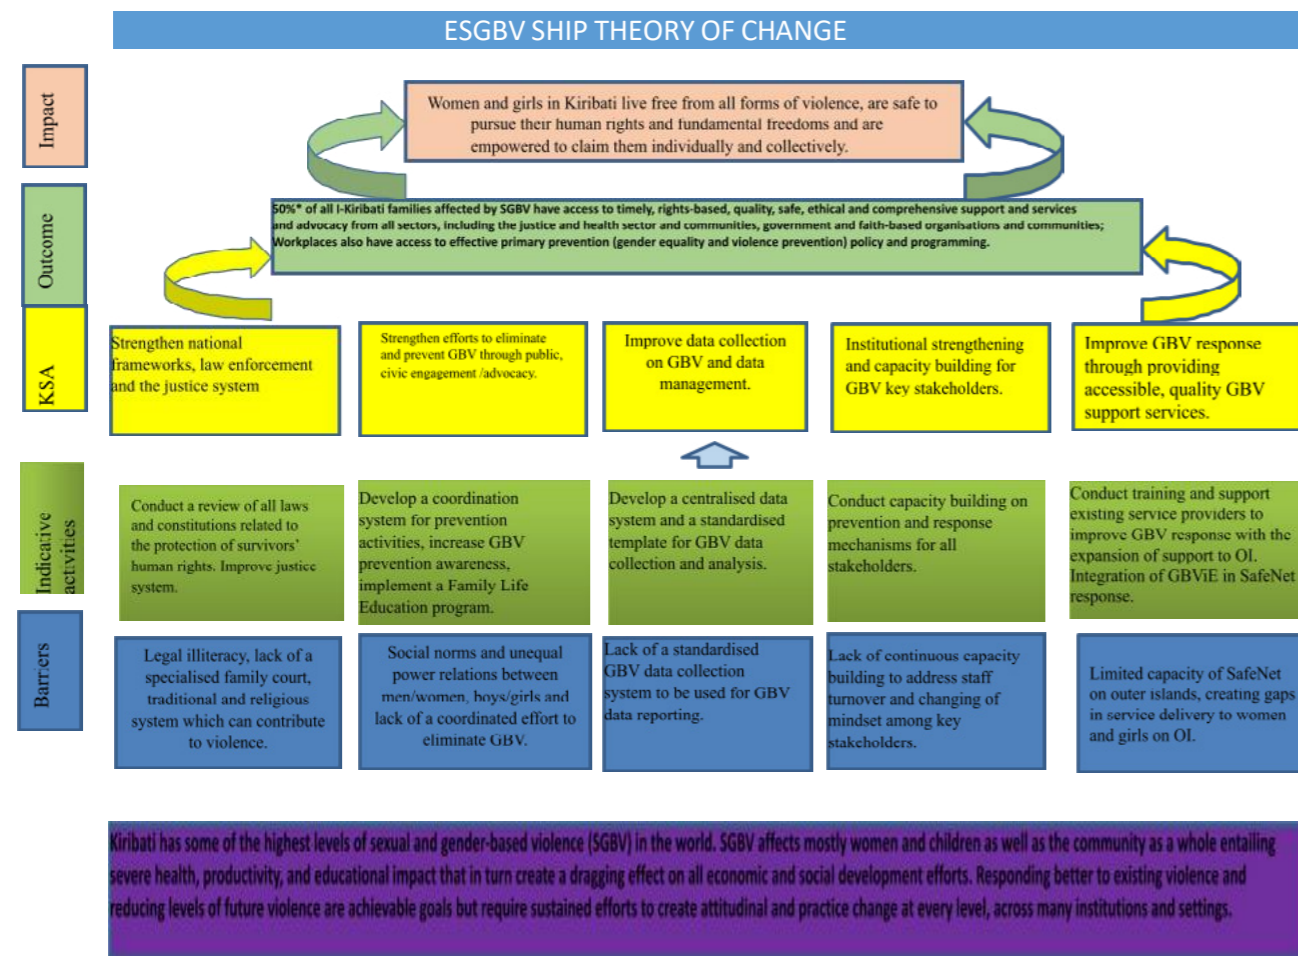 ESGBV SHIP THEORY OF CHANGE
Impact
Women and girls in Kiribati live free from all forms of violence, are safe to
pursue their human rights and fundamental freedoms and are
empowered to claim them individually and collectively.
Outcome
50%* of all I-Kiribati families affected by SGBV have access to timely, rights-based, quality, safe, ethical and comprehensive support and services
and advocacy from all sectors, including the justice and health sector and communities, government and faith-based organisations and communities;
Workplaces also have access to effective primary prevention (gender equality and violence prevention) policy and programming.
KSA
Strengthen national
frameworks, law enforcement
and the justice system
Strengthen efforts to eliminate
and prevent GBV through public,
civic engagement /advocacy.
Improve data collection
on GBV and data
management.
Institutional strengthening
and capacity building for
GBV key stakeholders.
Improve GBV response
through providing
accessible, quality GBV
support services.
Indicative
activities
Conduct a review of all laws
and constitutions related to
the protection of survivors'
human rights. Improve justice
system.
Develop a coordination
system for prevention
activities, increase GBV
prevention awareness,
implement a Family Life
Education program.
Develop a centralised data
system and a standardised
template for GBV data
collection and analysis.
Conduct capacity building on
prevention and response
mechanisms for all
stakeholders.
Conduct training and support
existing service providers to
improve GBV response with the
expansion of support to OI.
Integration of GBViE in SafeNet
response.
Barriers
Legal illiteracy, lack of a
specialised family court,
traditional and religious
system which can contribute
to violence.
Social norms and unequal
power relations between
men/women, boys/girls and
lack of a coordinated effort to
eliminate GBV.
Lack of a standardised
GBV data collection
system to be used for GBV
data reporting.
Lack of continuous capacity
building to address staff
turnover and changing of
mindset among key
stakeholders.
Limited capacity of SafeNet
on outer islands, creating gaps
in service delivery to women
and girls on OI.
Kiribati has some of the highest levels of sexual and gender-based violence (SGBV) in the world. SGBV affects mostly women and children as well as the community as a whole entailing
severe health, productivity, and educational impact that in turn create a dragging effect on all economic and social development efforts. Responding better to existing violence and
reducing levels of future violence are achievable goals but require sustained efforts to create attitudinal and practice change at every level, across many institutions and settings.